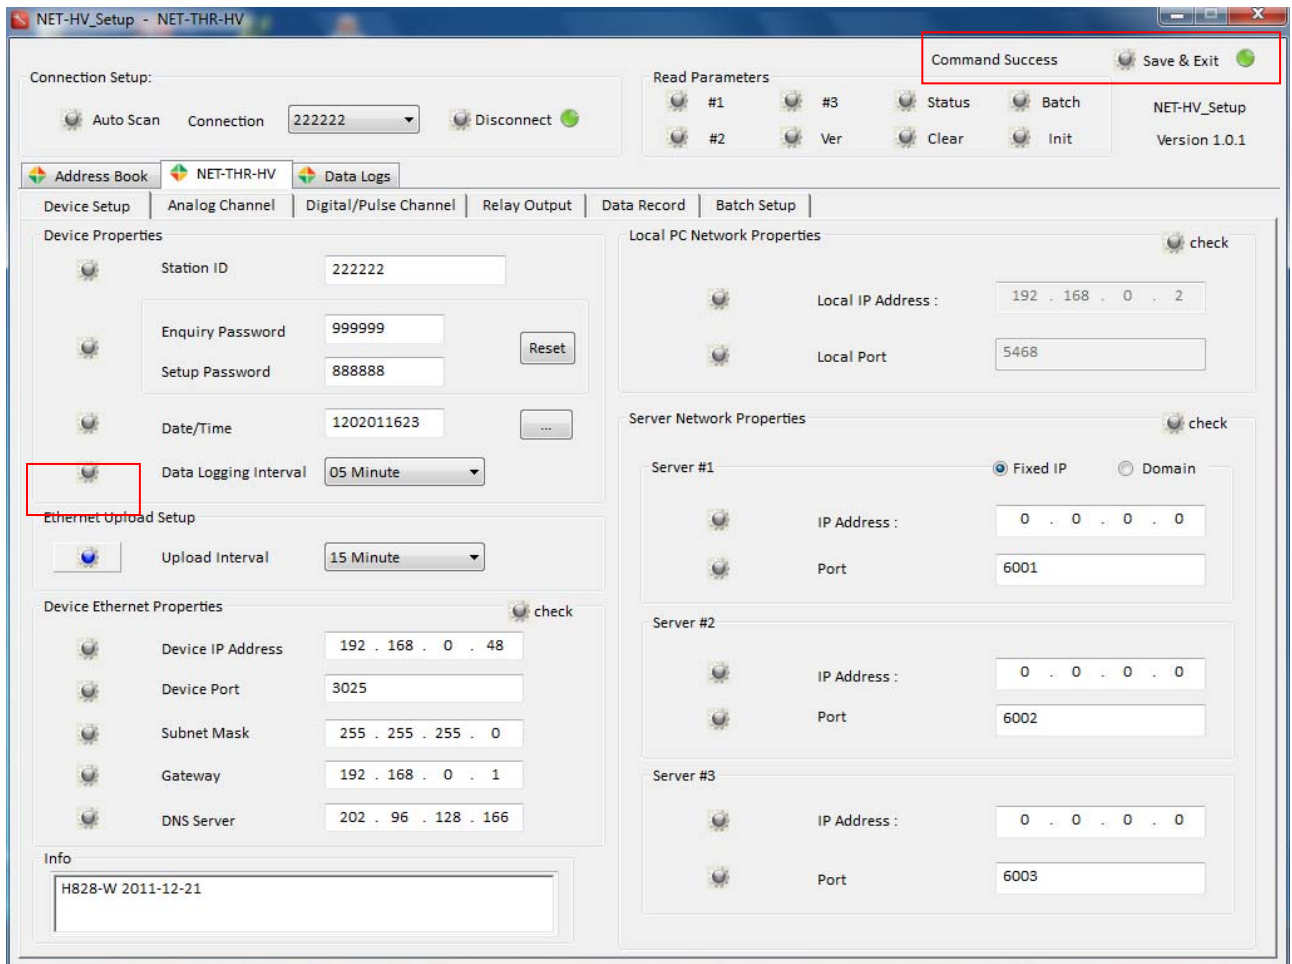 NET-HV_Setup - NET-THR-HV
Command Success Save & Exit
Connection Setup:
Auto Scan Connection 222222 Disconnect
Read Parameters
#1 #3 Status Batch
#2 Ver Clear Init
NET-HV_Setup
Version 1.0.1
Address Book NET-THR-HV Data Logs
Device Setup Analog Channel Digital/Pulse Channel Relay Output Data Record Batch Setup
Device Properties
Station ID 222222
Enquiry Password 999999
Setup Password 888888
Reset
Date/Time 1202011623 ...
Data Logging Interval 05 Minute
Ethernet Upload Setup
Upload Interval 15 Minute
Device Ethernet Properties check
Device IP Address 192 . 168 . 0 . 48
Device Port 3025
Subnet Mask 255 . 255 . 255 . 0
Gateway 192 . 168 . 0 . 1
DNS Server 202 . 96 . 128 . 166
Info
H828-W 2011-12-21
Local PC Network Properties check
Local IP Address : 192 . 168 . 0 . 2
Local Port 5468
Server Network Properties check
Server #1 Fixed IP Domain
IP Address : 0 . 0 . 0 . 0
Port 6001
Server #2
IP Address : 0 . 0 . 0 . 0
Port 6002
Server #3
IP Address : 0 . 0 . 0 . 0
Port 6003